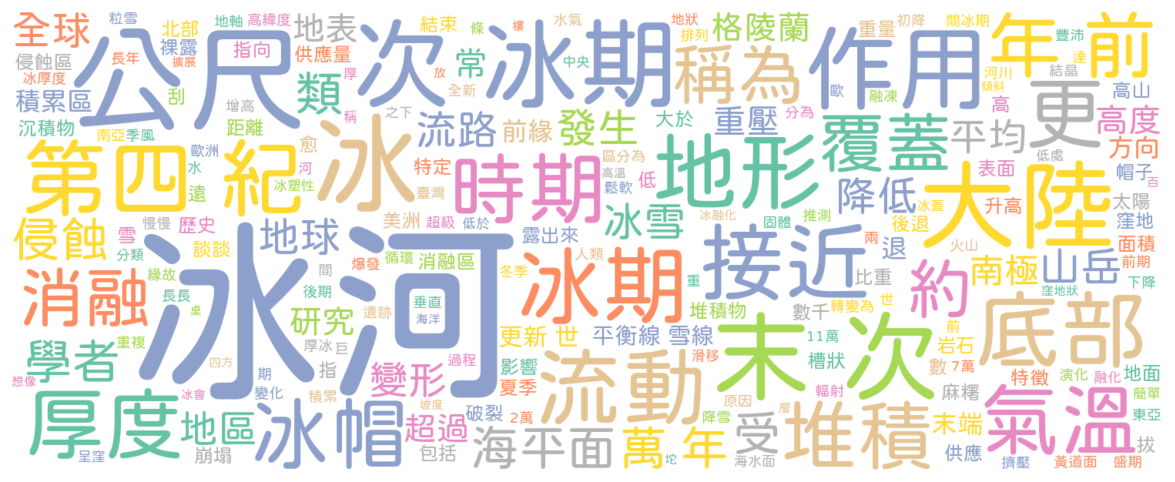 全球
粒雪
北部
地軸
高緯度
地表
結束
條
樓
水氣
地狀
初降
間冰期
豐沛
侵蝕區
裸露
擴展
指向
供應量
常
冰期
稱為
排列
格陵蘭
重量
作用
年前
達
冰厚度
長年
公尺
次
類
中央
歐
河川
結晶
積累區
刮
增高
厚
放
全新
融凍
傾斜
高山
沉積物
南亞季風
距離
稱
之下
流路
前緣
發生
大於
重壓
分為
覆蓋
高
平均
更
高度
方向
第四紀
愈
冰
特定
時期
區分為
低
地形
低處
表面
帽子
百
歐洲
水
河
遠
冰塑性
臺灣
高溫
鬆軟
降低
大陸
太陽
侵蝕
慢慢
歷史
雪
美洲
超級
低於
冰雪
冰融化
固體
推測
後退
冰蓋
升高
窪地
分類
談談
地球
露出來
接近
兩
退
火山
面積
前期
消融
緣故
長長
桌
冰河
間
爆發
循環
消融區
垂直
海洋
冬季
人類
冰期
重
比重
約
南極
山岳
下降
窪地狀
後期
遺跡
堆積物
數千
轉變為
世
底部
學者
重複
研究
厚冰
巨
更新世
平衡線
雪線
11萬
前
岩石
想像
四方
指
過程
變形
影響
流動
滑移
末次
槽狀
數
7萬
特徵
演化
融化
地面
厚度
冰會
期
變化
積累
坡度
夏季
輻射
麻糬
簡單
東亞
地區
冰帽
超過
破裂
2萬
原因
降雪
層
受
堆積
末端
氣溫
拔
呈窪
崩塌
包括
海平面
萬年
坨
海水面
供應
擠壓
黃道面
盛期